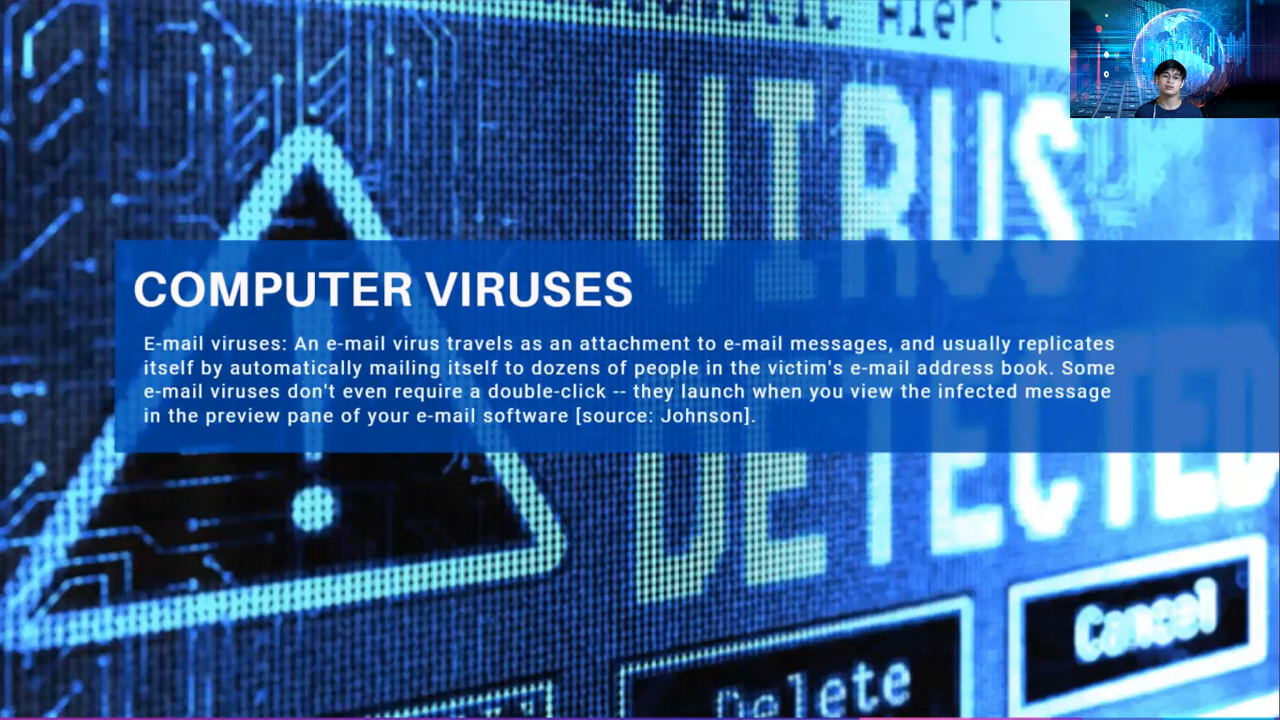 Automatic Alert
VIRUS
DETECTED
COMPUTER VIRUSES
E-mail viruses: An e-mail virus travels as an attachment to e-mail messages, and usually replicates
itself by automatically mailing itself to dozens of people in the victim's e-mail address book. Some
e-mail viruses don't even require a double-click -- they launch when you view the infected message
in the preview pane of your e-mail software [source: Johnson].
Cancel
Delete